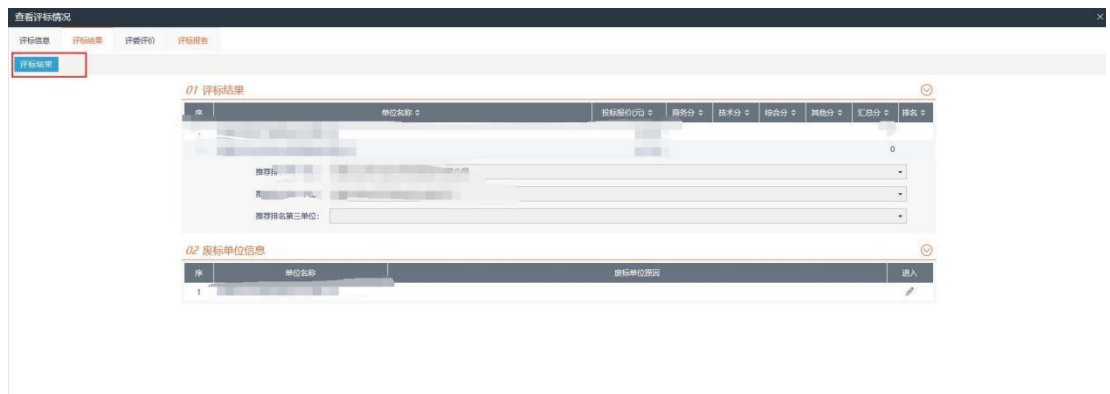 查看评标情况
评标信息 评标结果 评委评价 评标报告
评标结果
01 评标结果
序 单位名称 投标报价(元) 商务分 技术分 综合分 其他分 汇总分 排名
0
推荐排
推荐排名第三单位:
02 废标单位信息
序 单位名称 废标单位原因 进入
1